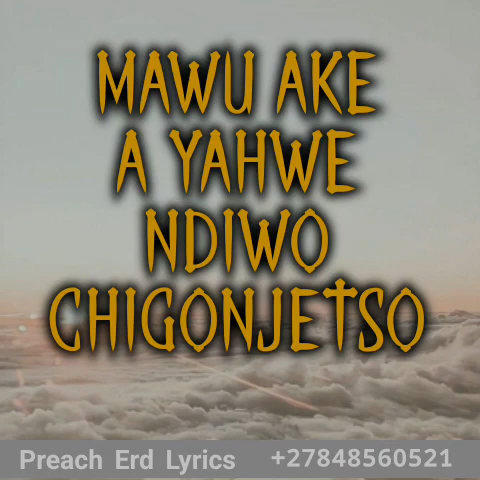 MAWU AKE
A YAHWE
NDIWO
CHIGONJETSO
Preach Erd Lyrics +27848560521